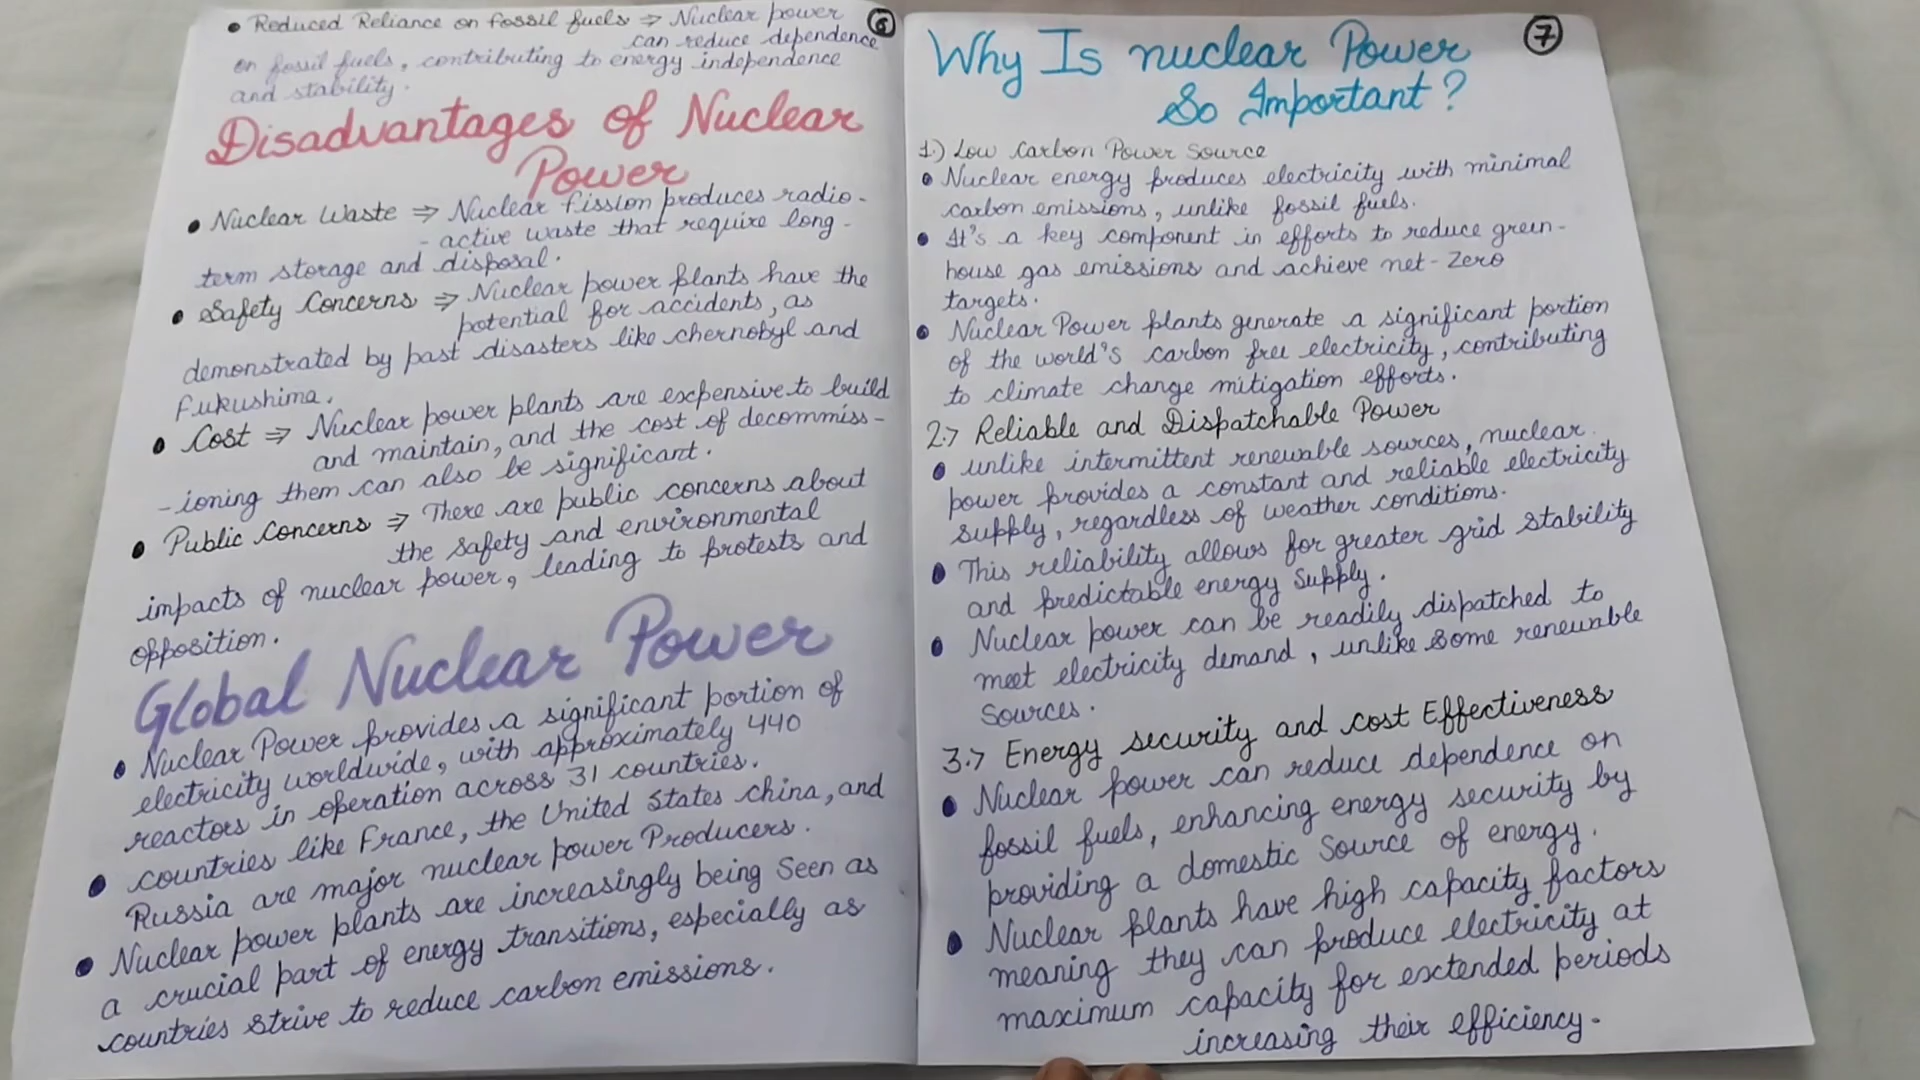 • Reduced Reliance on fossil fuels ⇒ Nuclear power
can reduce dependence
on fossil fuels, contributing to energy independence
and stability.
6
Disadvantages of Nuclear
Power
• Nuclear Waste ⇒ Nuclear fission produces radio-
- active waste that require long -
term storage and disposal.
• Safety Concerns ⇒ Nuclear power plants have the
potential for accidents, as
demonstrated by past disasters like chernobyl and
fukushima.
• Cost ⇒ Nuclear power plants are expensive to build
and maintain, and the cost of decommiss-
-ioning them can also be significant.
• Public Concerns ⇒ There are public concerns about
the safety and environmental
impacts of nuclear power, leading to protests and
opposition.
Global Nuclear Power
• Nuclear Power provides a significant portion of
electricity worldwide, with approximately 440
reactors in operation across 31 countries.
• countries like France, the United States china, and
Russia are major nuclear power Producers.
• Nuclear power plants are increasingly being Seen as
a crucial part of energy transitions, especially as
countries strive to reduce carbon emissions.
7
Why Is nuclear Power
So Important?
1.) Low Carbon Power Source
• Nuclear energy produces electricity with minimal
carbon emissions, unlike fossil fuels.
• It's a key component in efforts to reduce green-
house gas emissions and achieve net-Zero
targets.
• Nuclear Power plants generate a significant portion
of the world's carbon free electricity, contributing
to climate change mitigation efforts.
2.> Reliable and Dispatchable Power
• unlike intermittent renewable sources, nuclear
power provides a constant and reliable electricity
supply, regardless of weather conditions.
• This reliability allows for greater grid stability
and predictable energy Supply.
• Nuclear power can be readily dispatched to
meet electricity demand, unlike some renewable
Sources.
3.> Energy security and cost Effectiveness
• Nuclear power can reduce dependence on
fossil fuels, enhancing energy security by
providing a domestic Source of energy.
• Nuclear plants have high capacity factors
meaning they can produce electricity at
maximum capacity for extended periods
increasing their efficiency.